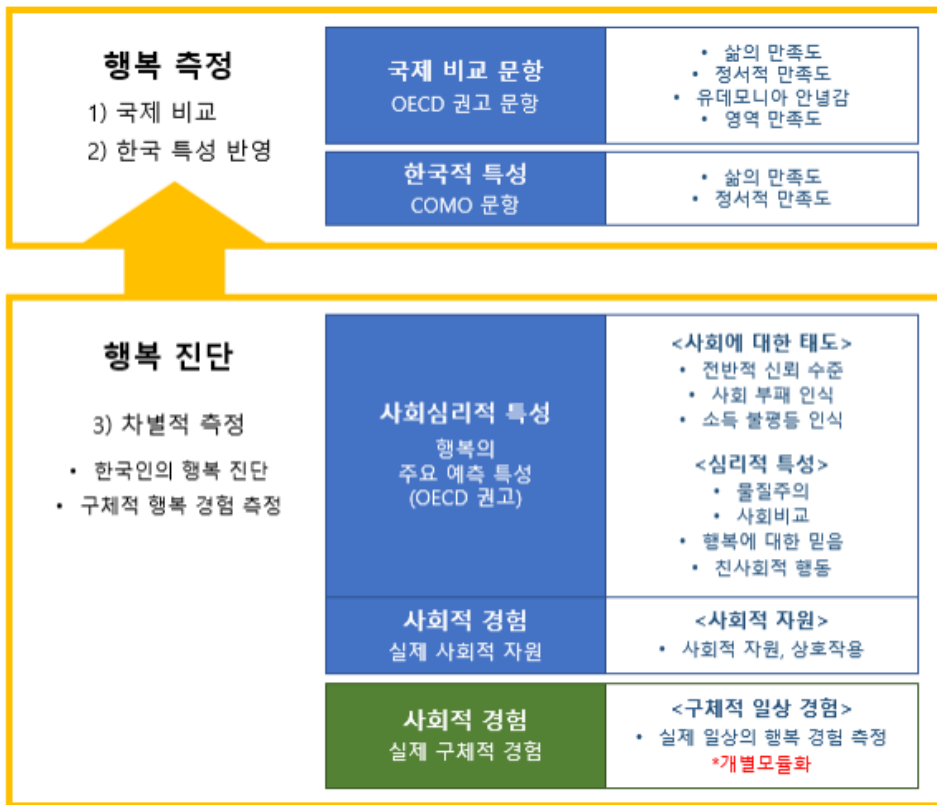 행복 측정
1) 국제 비교
2) 한국 특성 반영
국제 비교 문항
OECD 권고 문항
• 삶의 만족도
• 정서적 만족도
• 유데모니아 안녕감
• 영역 만족도
한국적 특성
COMO 문항
• 삶의 만족도
• 정서적 만족도
행복 진단
3) 차별적 측정
• 한국인의 행복 진단
• 구체적 행복 경험 측정
사회심리적 특성
행복의
주요 예측 특성
(OECD 권고)
<사회에 대한 태도>
• 전반적 신뢰 수준
• 사회 부패 인식
• 소득 불평등 인식
<심리적 특성>
• 물질주의
• 사회비교
• 행복에 대한 믿음
• 친사회적 행동
사회적 경험
실제 사회적 자원
<사회적 자원>
• 사회적 자원, 상호작용
사회적 경험
실제 구체적 경험
<구체적 일상 경험>
• 실제 일상의 행복 경험 측정
*개별모듈화